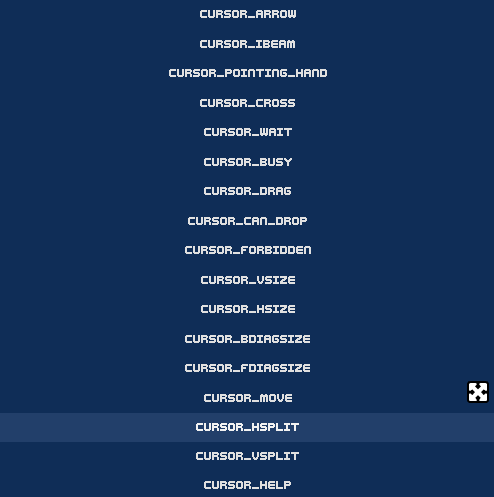 CURSOR_ARROW
CURSOR_IBEAM
CURSOR_POINTING_HAND
CURSOR_CROSS
CURSOR_WAIT
CURSOR_BUSY
CURSOR_DRAG
CURSOR_CAN_DROP
CURSOR_FORBIDDEN
CURSOR_VSIZE
CURSOR_HSIZE
CURSOR_BDIAGSIZE
CURSOR_FDIAGSIZE
CURSOR_MOVE
CURSOR_HSPLIT
CURSOR_VSPLIT
CURSOR_HELP